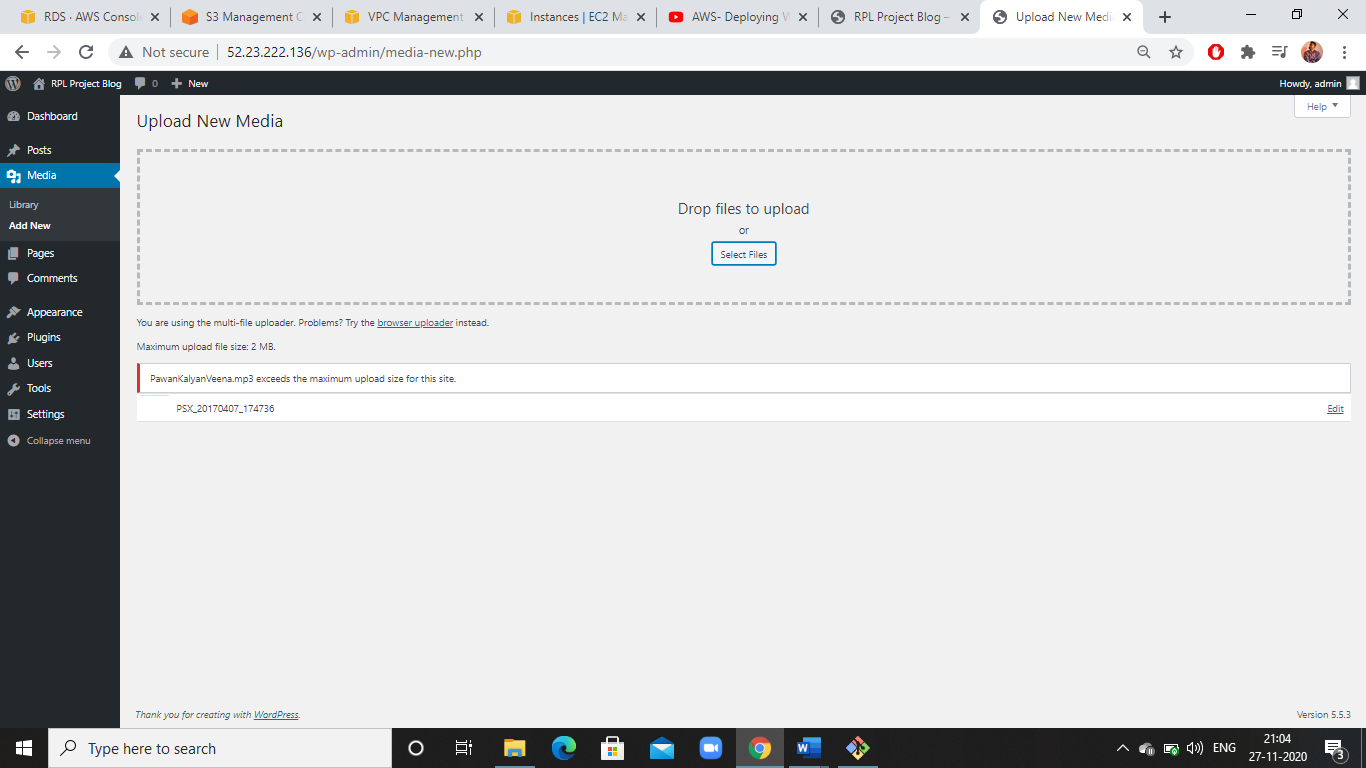 RDS · AWS Consol
S3 Management C
VPC Management
Instances | EC2 Ma
AWS- Deploying W
RPL Project Blog –
Upload New Medi
Not secure
52.23.222.136/wp-admin/media-new.php
RPL Project Blog
0
New
Howdy, admin
Help
Dashboard
Posts
Media
Library
Add New
Pages
Comments
Appearance
Plugins
Users
Tools
Settings
Collapse menu
Upload New Media
Drop files to upload
or
Select Files
You are using the multi-file uploader. Problems? Try the browser uploader instead.
Maximum upload file size: 2 MB.
PawanKalyanVeena.mp3 exceeds the maximum upload size for this site.
PSX_20170407_174736
Edit
Thank you for creating with WordPress.
Version 5.5.3
Type here to search
ENG
21:04
27-11-2020
3